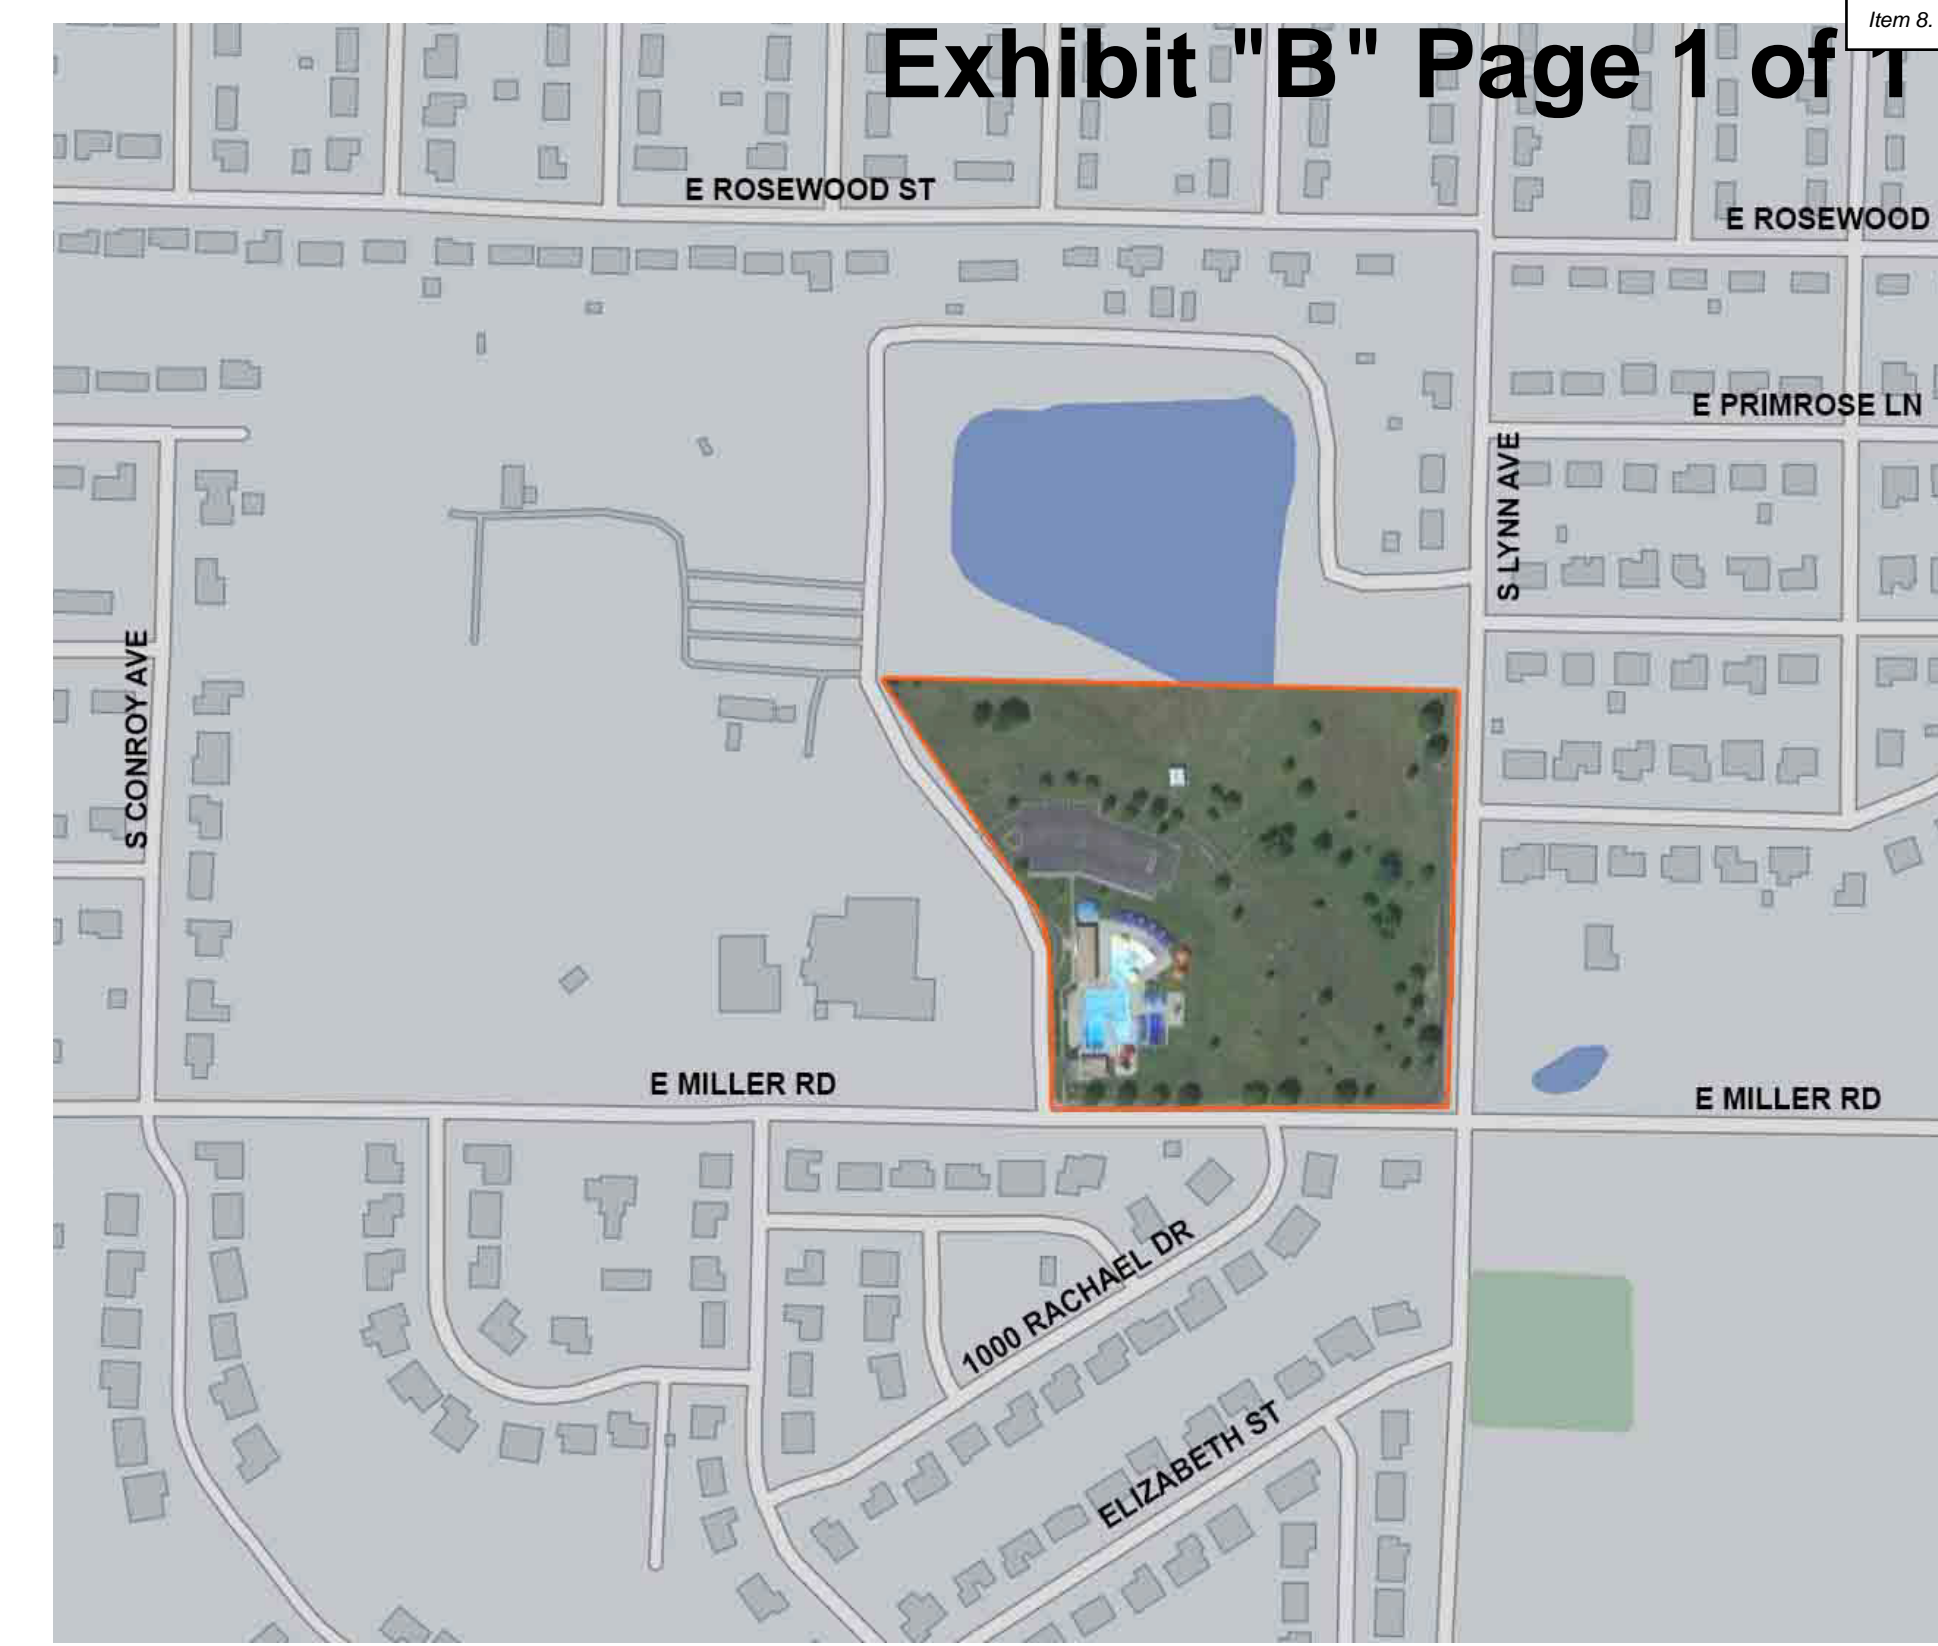 Item 8.
Exhibit "B" Page 1 of 1
E ROSEWOOD ST
E ROSEWOOD
E PRIMROSE LN
S LYNN AVE
S CONROY AVE
E MILLER RD
E MILLER RD
1000 RACHAEL DR
ELIZABETH ST